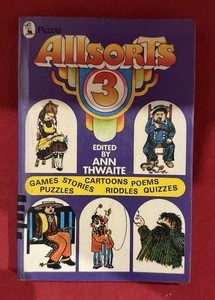 Piccolo
Allsorts
3
EDITED
BY
ANN
THWAITE
GAMES STORIES CARTOONS POEMS
PUZZLES RIDDLES QUIZZES